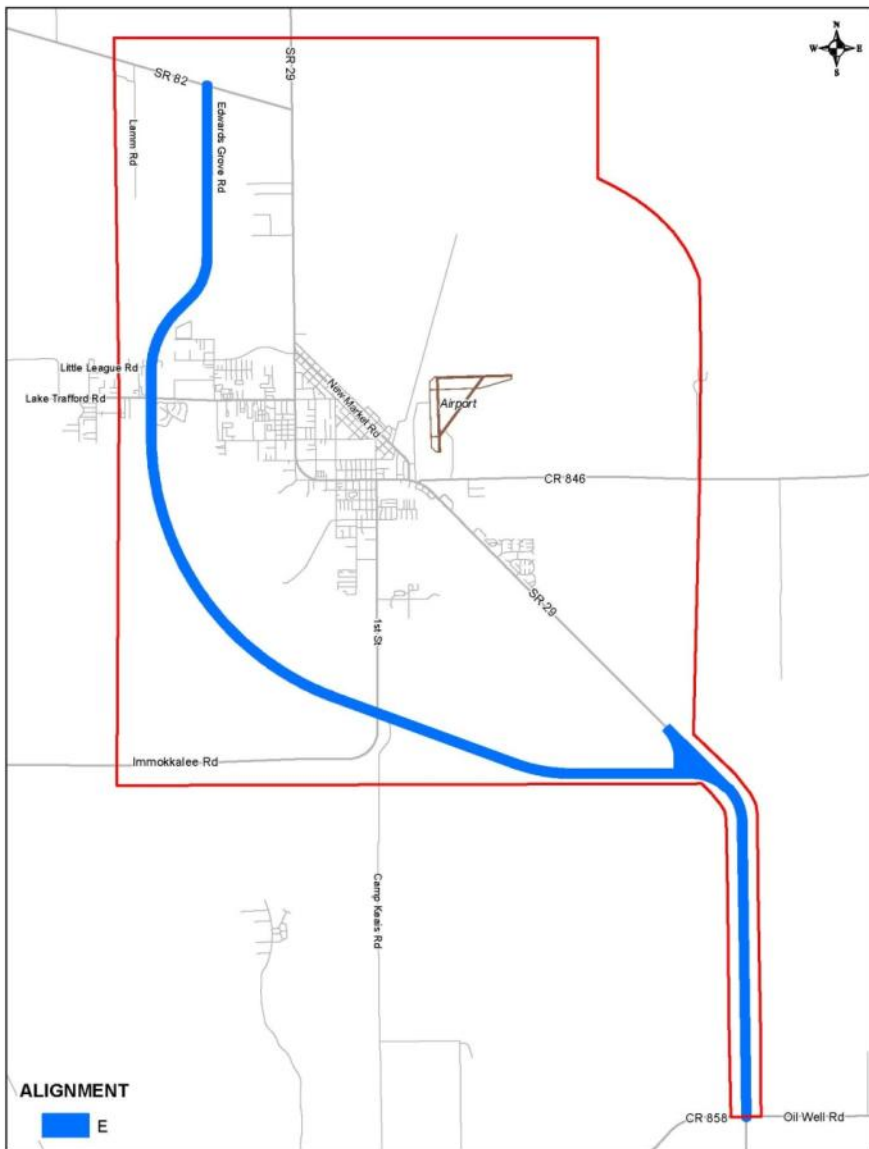 N
W E
S
SR 82
SR 29
Lamm Rd
Edwards Grove Rd
Little League Rd
Lake Trafford Rd
New Market Rd
Airport
CR 846
SR 29
1st St
Immokkalee Rd
Camp Keais Rd
ALIGNMENT
E
CR 858
Oil Well Rd